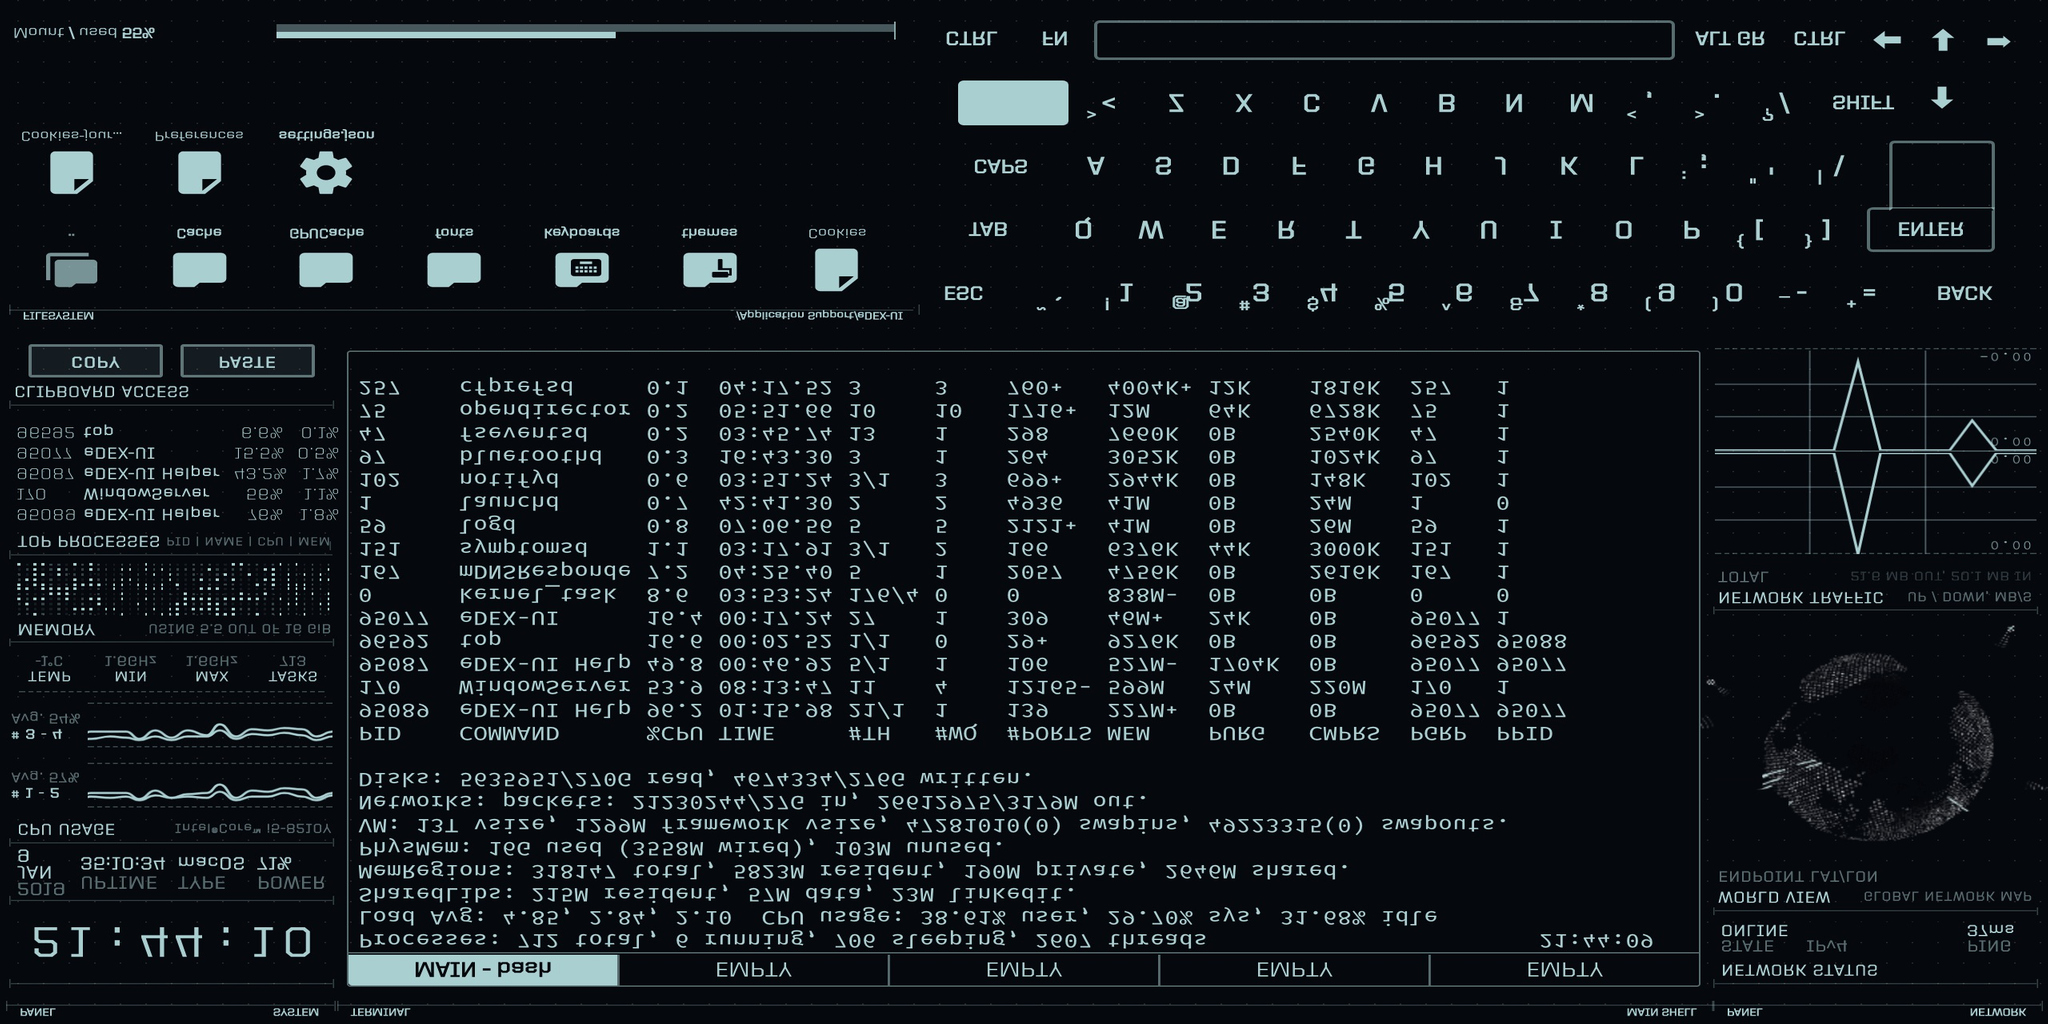 PANEL SYSTEM
21:44:10
2019 UPTIME TYPE POWER
JAN 9 35:10:34 macOS 71%
CPU USAGE Intel®Core™ i5-8210Y
# 1 - 2
Avg. 57%
# 3 - 4
Avg. 54%
TEMP MIN MAX TASKS
-1°C 1.6GHz 1.6GHz 713
MEMORY USING 5.5 OUT OF 16 GIB
TOP PROCESSES PID | NAME | CPU | MEM
95089 eDEX-UI Helper 76% 1.8%
170 WindowServer 56% 1.1%
95087 eDEX-UI Helper 43.2% 1.7%
95077 eDEX-UI 15.5% 0.5%
96592 top 6.6% 0.1%
CLIPBOARD ACCESS
COPY PASTE
TERMINAL MAIN SHELL
MAIN - bash EMPTY EMPTY EMPTY EMPTY
Processes: 712 total, 6 running, 706 sleeping, 2607 threads 21:44:09
Load Avg: 4.85, 2.84, 2.10 CPU usage: 38.61% user, 29.70% sys, 31.68% idle
SharedLibs: 215M resident, 57M data, 23M linkedit.
MemRegions: 318147 total, 5823M resident, 190M private, 2646M shared.
PhysMem: 16G used (3558M wired), 103M unused.
VM: 13T vsize, 1299M framework vsize, 47281010(0) swapins, 49223315(0) swapouts.
Networks: packets: 21230244/27G in, 26612975/3179M out.
Disks: 5635951/270G read, 4674334/276G written.
PID COMMAND %CPU TIME #TH #WQ #PORTS MEM PURG CMPRS PGRP PPID
95089 eDEX-UI Help 96.2 01:15.98 21/1 1 139 227M+ 0B 0B 95077 95077
170 WindowServer 53.9 08:13:47 11 4 12165- 599M 24M 220M 170 1
95087 eDEX-UI Help 49.8 00:46.92 5/1 1 106 527M- 1704K 0B 95077 95077
96592 top 16.6 00:02.52 1/1 0 29+ 9276K 0B 0B 96592 95088
95077 eDEX-UI 16.4 00:17.24 27 1 309 46M+ 24K 0B 95077 1
0 kernel_task 8.6 03:53:24 176/4 0 0 838M- 0B 0B 0 0
167 mDNSResponde 7.2 04:25.40 5 1 2057 4756K 0B 2616K 167 1
151 symptomsd 1.1 03:17.91 3/1 2 166 6376K 44K 3000K 151 1
59 logd 0.8 07:06.56 5 5 2121+ 41M 0B 26M 59 1
1 launchd 0.7 42:41.30 2 2 4936 41M 0B 24M 1 0
102 notifyd 0.6 03:51.24 3/1 3 699+ 2944K 0B 148K 102 1
97 bluetoothd 0.3 16:43.30 3 1 264 3052K 0B 1024K 97 1
47 fseventsd 0.2 03:45.74 13 1 298 7660K 0B 2540K 47 1
75 opendirector 0.2 05:51.66 10 10 1716+ 12M 64K 6728K 75 1
257 cfprefsd 0.1 04:17.52 3 3 760+ 4004K+ 12K 1816K 257 1
PANEL NETWORK
NETWORK STATUS
STATE IPv4 PING
ONLINE 37ms
WORLD VIEW GLOBAL NETWORK MAP
ENDPOINT LAT/LON
NETWORK TRAFFIC UP / DOWN, MB/S
TOTAL 21.6 MB OUT, 20.1 MB IN
0.00
0.00
0.00
-0.00
FILESYSTEM /Application Support/eDEX-UI
.. Cache GPUCache fonts keyboards themes Cookies
Cookies-jour... Preferences settings.json
Mount / used 55%
ESC ~ ` ! 1 @ 2 # 3 $ 4 % 5 ^ 6 & 7 * 8 ( 9 ) 0 _ - + = BACK
TAB Q W E R T Y U I O P { [ } ] ENTER
CAPS A S D F G H J K L : ; " ' | \
> < Z X C V B N M < , > . ? / SHIFT
CTRL FN ALT GR CTRL